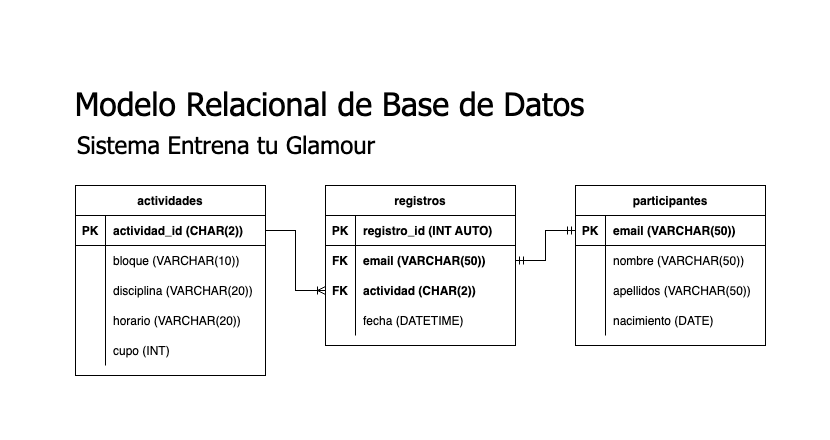 Modelo Relacional de Base de Datos
Sistema Entrena tu Glamour
actividades
PK actividad_id (CHAR(2))
bloque (VARCHAR(10))
disciplina (VARCHAR(20))
horario (VARCHAR(20))
cupo (INT)
registros
PK registro_id (INT AUTO)
FK email (VARCHAR(50))
FK actividad (CHAR(2))
fecha (DATETIME)
participantes
PK email (VARCHAR(50))
nombre (VARCHAR(50))
apellidos (VARCHAR(50))
nacimiento (DATE)